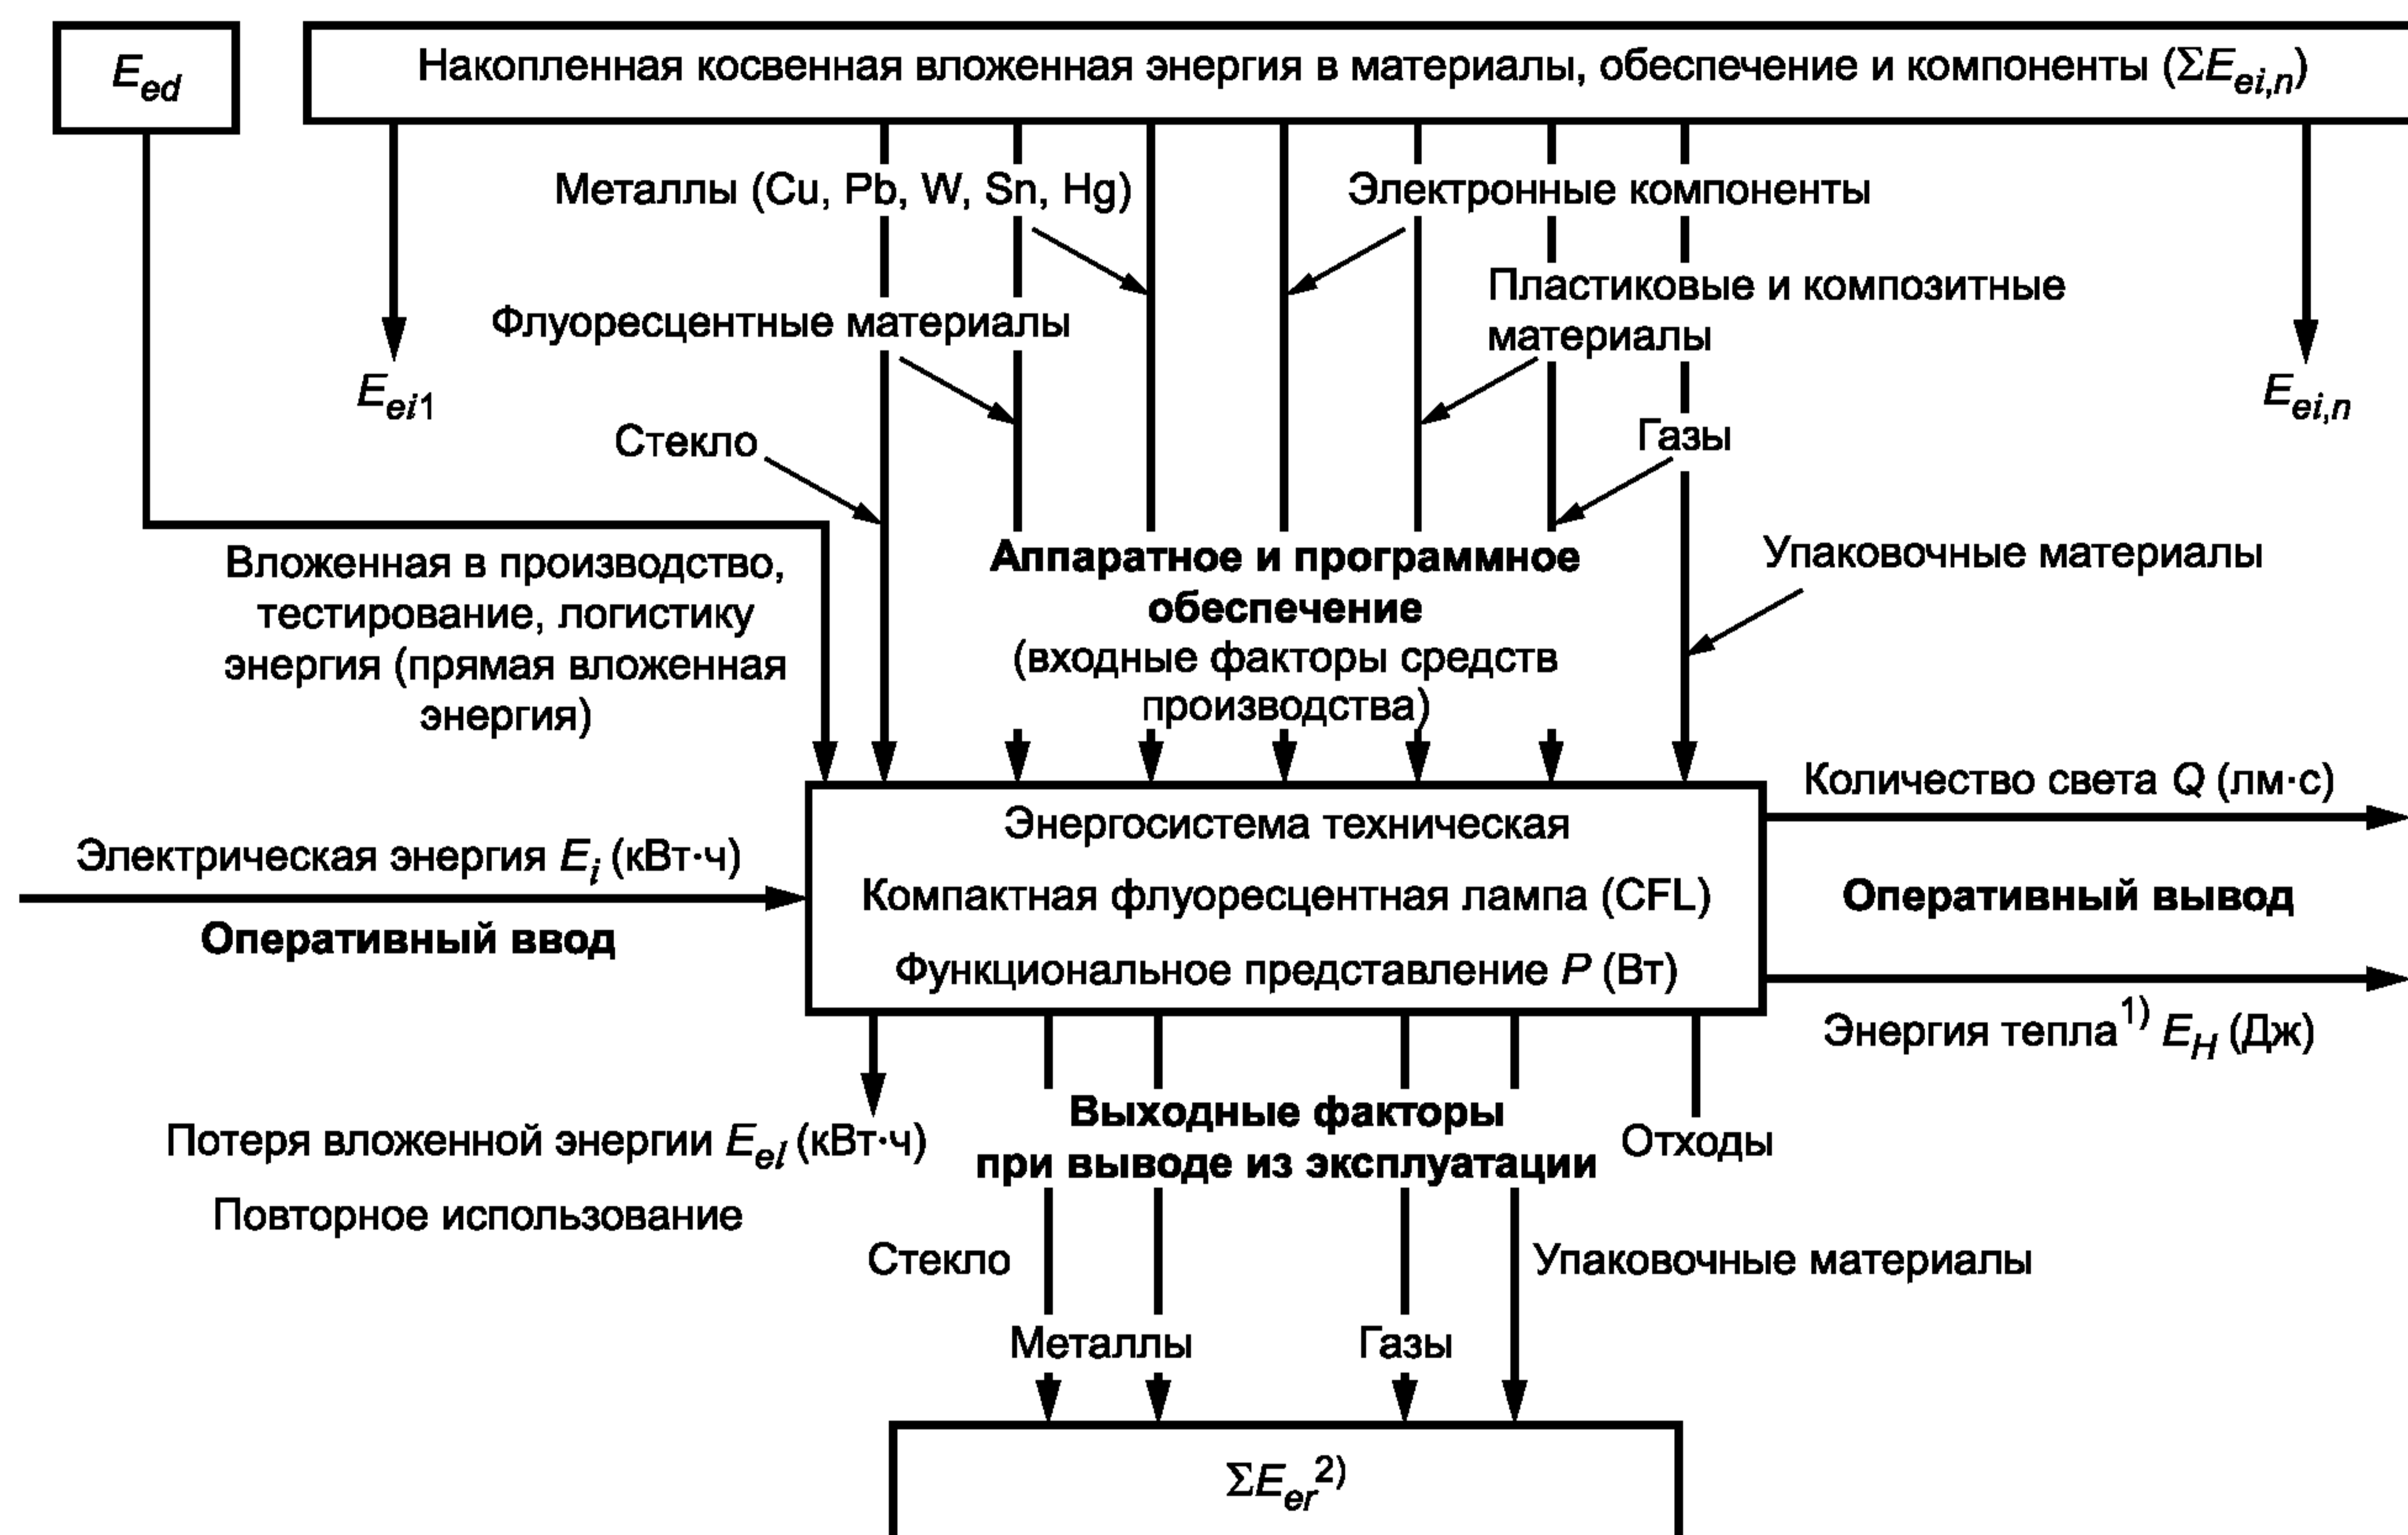 E_ed
Накопленная косвенная вложенная энергия в материалы, обеспечение и компоненты (ΣE_ei,n)
Металлы (Cu, Pb, W, Sn, Hg)
Электронные компоненты
Пластиковые и композитные
материалы
Флуоресцентные материалы
E_ei1
E_ei,n
Стекло
Газы
Вложенная в производство,
тестирование, логистику
энергия (прямая вложенная
энергия)
Аппаратное и программное
обеспечение
(входные факторы средств
производства)
Упаковочные материалы
Количество света Q (лм·с)
Энергосистема техническая
Компактная флуоресцентная лампа (CFL)
Функциональное представление P (Вт)
Электрическая энергия E_i (кВт·ч)
Оперативный ввод
Оперативный вывод
Энергия тепла¹⁾ E_H (Дж)
Потеря вложенной энергии E_el (кВт·ч)
Повторное использование
Выходные факторы
при выводе из эксплуатации
Отходы
Стекло
Упаковочные материалы
Металлы
Газы
ΣE_er²⁾